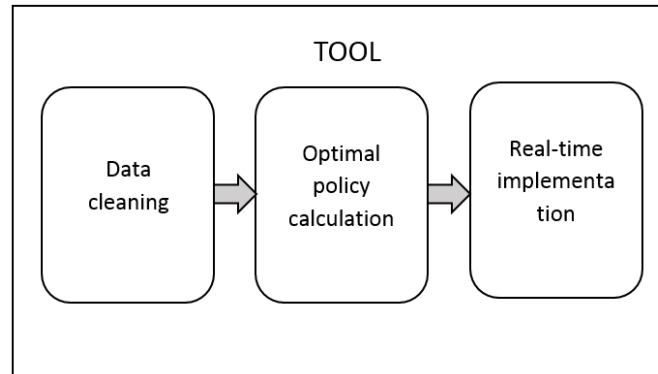 TOOL
Data
cleaning
Optimal
policy
calculation
Real-time
implementa
tion